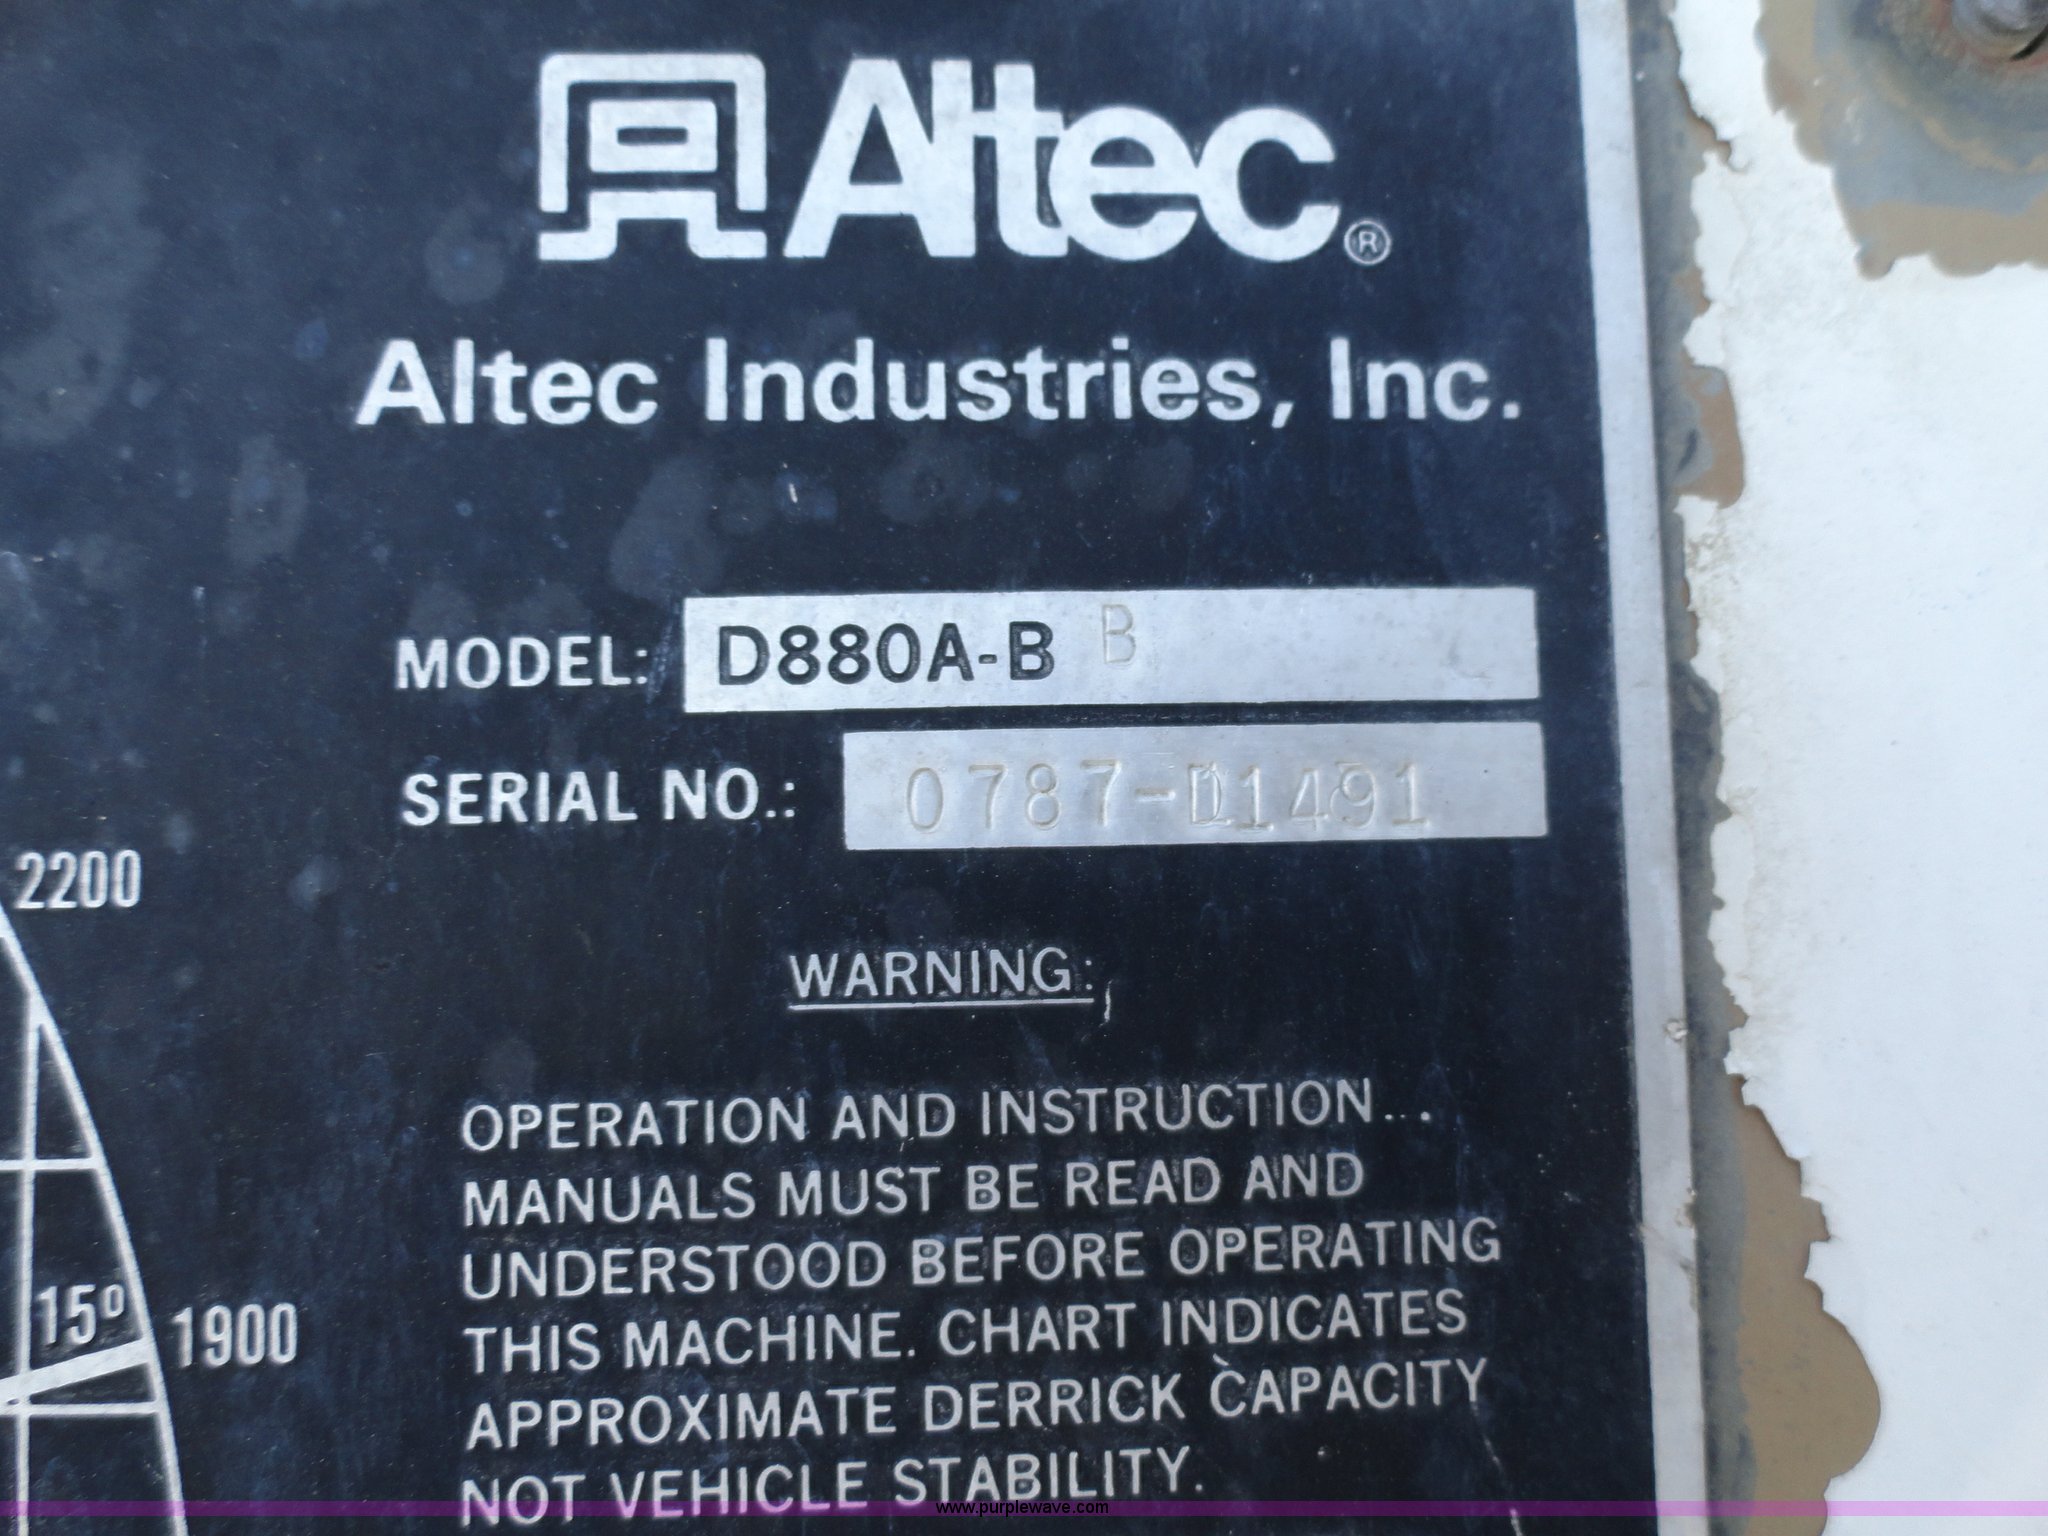 Altec®
Altec Industries, Inc.
MODEL: D880A-B B
SERIAL NO.: 0787-D1491
2200
WARNING:
OPERATION AND INSTRUCTION...
MANUALS MUST BE READ AND
UNDERSTOOD BEFORE OPERATING
THIS MACHINE. CHART INDICATES
APPROXIMATE DERRICK CAPACITY
NOT VEHICLE STABILITY.
15º
1900
www.purplewave.com